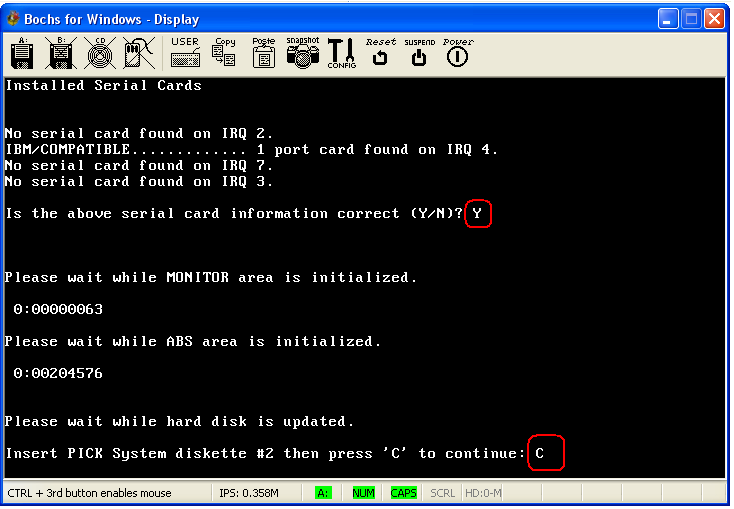 Bochs for Windows - Display
A: B: CD USER Copy Paste snapshot CONFIG Reset SUSPEND Power
Installed Serial Cards
No serial card found on IRQ 2.
IBM/COMPATIBLE............. 1 port card found on IRQ 4.
No serial card found on IRQ 7.
No serial card found on IRQ 3.
Is the above serial card information correct (Y/N)? Y
Please wait while MONITOR area is initialized.
0:00000063
Please wait while ABS area is initialized.
0:00204576
Please wait while hard disk is updated.
Insert PICK System diskette #2 then press 'C' to continue: C
CTRL + 3rd button enables mouse IPS: 0.358M A: NUM CAPS SCRL HD:0-M